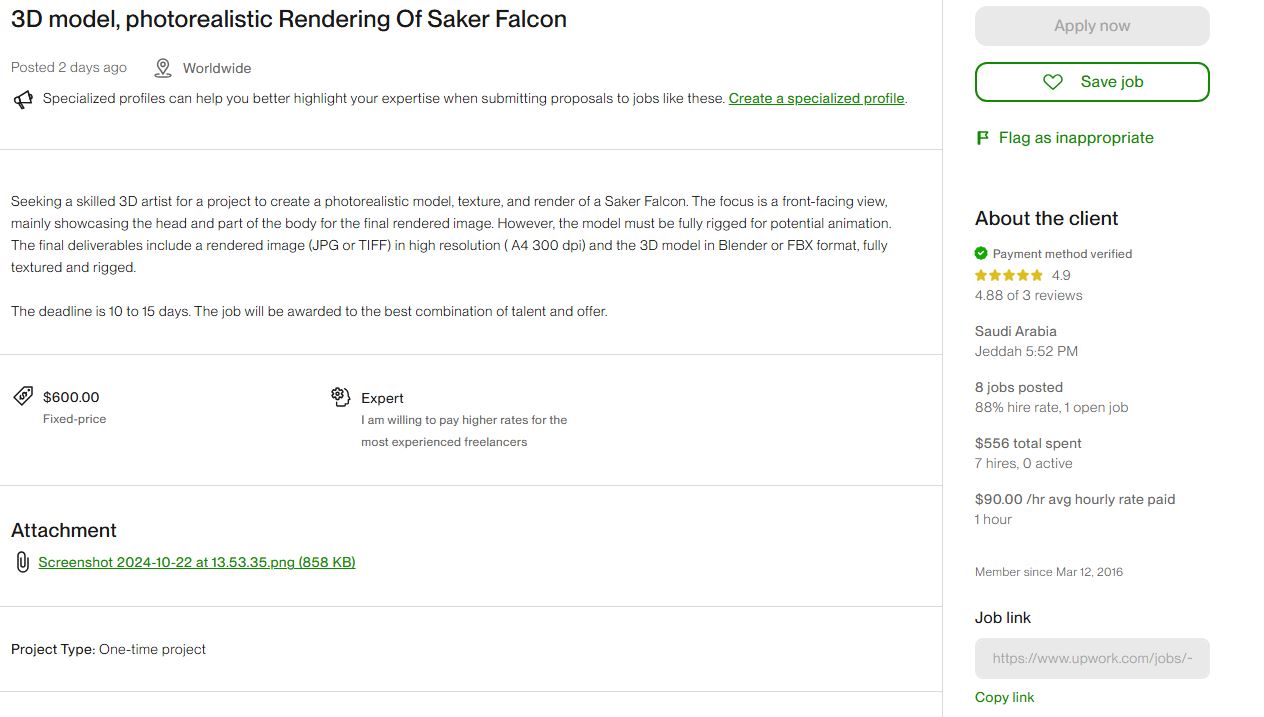 3D model, photorealistic Rendering Of Saker Falcon
Posted 2 days ago
Worldwide
Specialized profiles can help you better highlight your expertise when submitting proposals to jobs like these. Create a specialized profile.
Seeking a skilled 3D artist for a project to create a photorealistic model, texture, and render of a Saker Falcon. The focus is a front-facing view,
mainly showcasing the head and part of the body for the final rendered image. However, the model must be fully rigged for potential animation.
The final deliverables include a rendered image (JPG or TIFF) in high resolution ( A4 300 dpi) and the 3D model in Blender or FBX format, fully
textured and rigged.
The deadline is 10 to 15 days. The job will be awarded to the best combination of talent and offer.
$600.00
Fixed-price
Expert
I am willing to pay higher rates for the
most experienced freelancers
Attachment
Screenshot 2024-10-22 at 13.53.35.png (858 KB)
Project Type: One-time project
Apply now
Save job
Flag as inappropriate
About the client
Payment method verified
4.9
4.88 of 3 reviews
Saudi Arabia
Jeddah 5:52 PM
8 jobs posted
88% hire rate, 1 open job
$556 total spent
7 hires, 0 active
$90.00 /hr avg hourly rate paid
1 hour
Member since Mar 12, 2016
Job link
https://www.upwork.com/jobs/~
Copy link